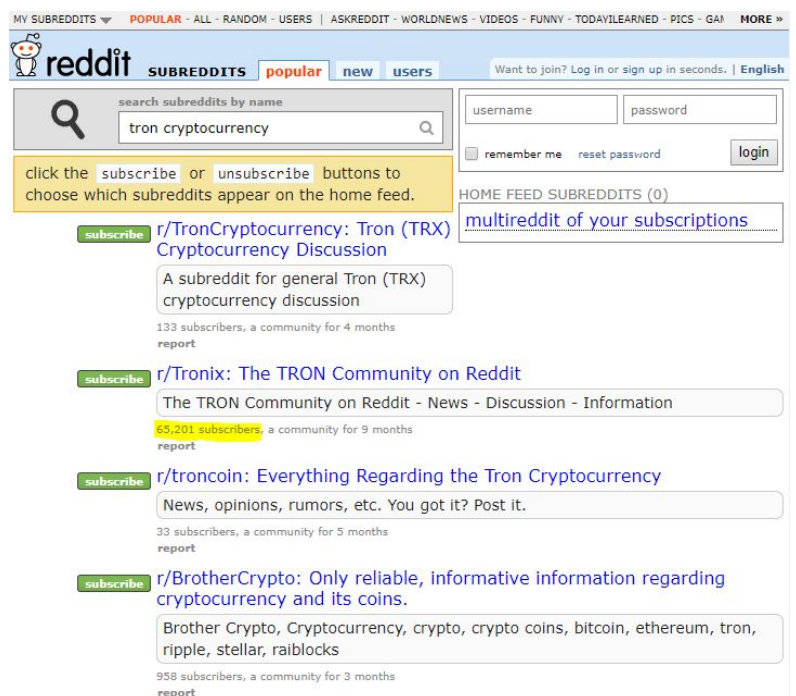 MY SUBREDDITS POPULAR - ALL - RANDOM - USERS | ASKREDDIT - WORLDNEWS - VIDEOS - FUNNY - TODAYILEARNED - PICS - GAM MORE »
reddit SUBREDDITS popular new users Want to join? Log in or sign up in seconds. | English
search subreddits by name
tron cryptocurrency
username password
remember me reset password login
click the subscribe or unsubscribe buttons to
choose which subreddits appear on the home feed.
HOME FEED SUBREDDITS (0)
multireddit of your subscriptions
subscribe r/TronCryptocurrency: Tron (TRX)
Cryptocurrency Discussion
A subreddit for general Tron (TRX)
cryptocurrency discussion
133 subscribers, a community for 4 months
report
subscribe r/Tronix: The TRON Community on Reddit
The TRON Community on Reddit - News - Discussion - Information
65,201 subscribers, a community for 9 months
report
subscribe r/troncoin: Everything Regarding the Tron Cryptocurrency
News, opinions, rumors, etc. You got it? Post it.
33 subscribers, a community for 5 months
report
subscribe r/BrotherCrypto: Only reliable, informative information regarding
cryptocurrency and its coins.
Brother Crypto, Cryptocurrency, crypto, crypto coins, bitcoin, ethereum, tron,
ripple, stellar, raiblocks
958 subscribers, a community for 3 months
report